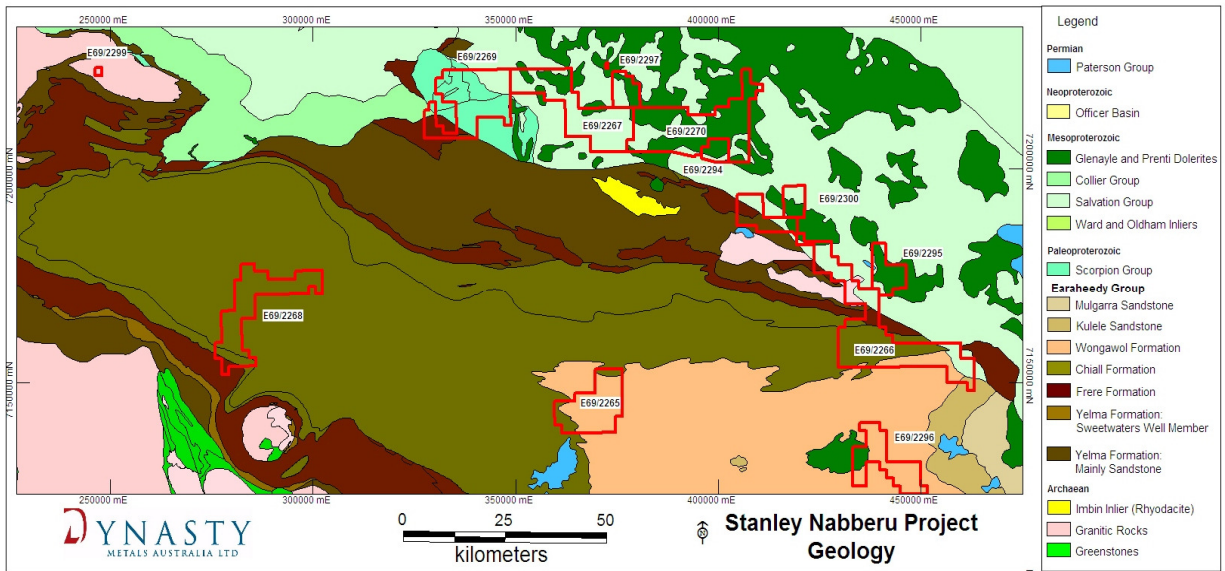 250000 mE
300000 mE
350000 mE
400000 mE
450000 mE
E69/2299
E69/2269
E69/2297
E69/2267
E69/2270
E69/2294
7200000 mN
7200000 mN
E69/2300
E69/2295
E69/2268
E69/2266
7150000 mN
7150000 mN
E69/2265
E69/2296
250000 mE
300000 mE
350000 mE
400000 mE
450000 mE
DYNASTY
METALS AUSTRALIA LTD
0
25
50
kilometers
Stanley Nabberu Project
Geology
Legend
Permian
Paterson Group
Neoproterozoic
Officer Basin
Mesoproterozoic
Glenayle and Prenti Dolerites
Collier Group
Salvation Group
Ward and Oldham Inliers
Paleoproterozoic
Scorpion Group
Earaheedy Group
Mulgarra Sandstone
Kulele Sandstone
Wongawol Formation
Chiall Formation
Frere Formation
Yelma Formation:
Sweetwaters Well Member
Yelma Formation:
Mainly Sandstone
Archaean
Imbin Inlier (Rhyodacite)
Granitic Rocks
Greenstones